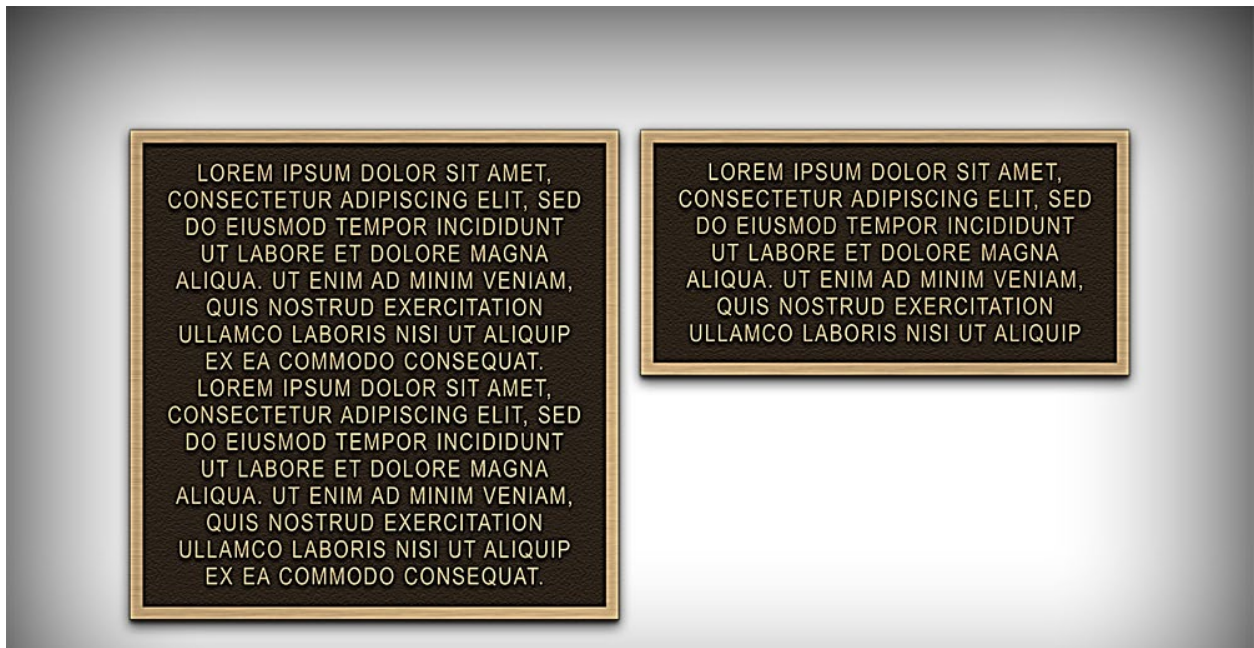 LOREM IPSUM DOLOR SIT AMET,
CONSECTETUR ADIPISCING ELIT, SED
DO EIUSMOD TEMPOR INCIDIDUNT
UT LABORE ET DOLORE MAGNA
ALIQUA. UT ENIM AD MINIM VENIAM,
QUIS NOSTRUD EXERCITATION
ULLAMCO LABORIS NISI UT ALIQUIP
EX EA COMMODO CONSEQUAT.
LOREM IPSUM DOLOR SIT AMET,
CONSECTETUR ADIPISCING ELIT, SED
DO EIUSMOD TEMPOR INCIDIDUNT
UT LABORE ET DOLORE MAGNA
ALIQUA. UT ENIM AD MINIM VENIAM,
QUIS NOSTRUD EXERCITATION
ULLAMCO LABORIS NISI UT ALIQUIP
EX EA COMMODO CONSEQUAT.
LOREM IPSUM DOLOR SIT AMET,
CONSECTETUR ADIPISCING ELIT, SED
DO EIUSMOD TEMPOR INCIDIDUNT
UT LABORE ET DOLORE MAGNA
ALIQUA. UT ENIM AD MINIM VENIAM,
QUIS NOSTRUD EXERCITATION
ULLAMCO LABORIS NISI UT ALIQUIP